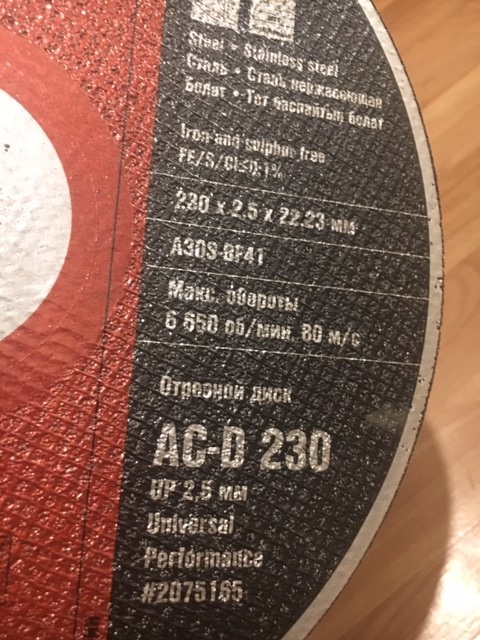 Steel • Stainless steel
Сталь • Сталь нержавеющая
Болат • Тот баспайтын болат
Iron and sulphur free
FE/S/Cl≤0,1%
230 x 2.5 x 22.23 мм
A30S-BF41
Макс. обороты
6 650 об/мин. 80 м/с
Отрезной диск
AC-D 230
UP 2,5 мм
Universal
Performance
#2075165